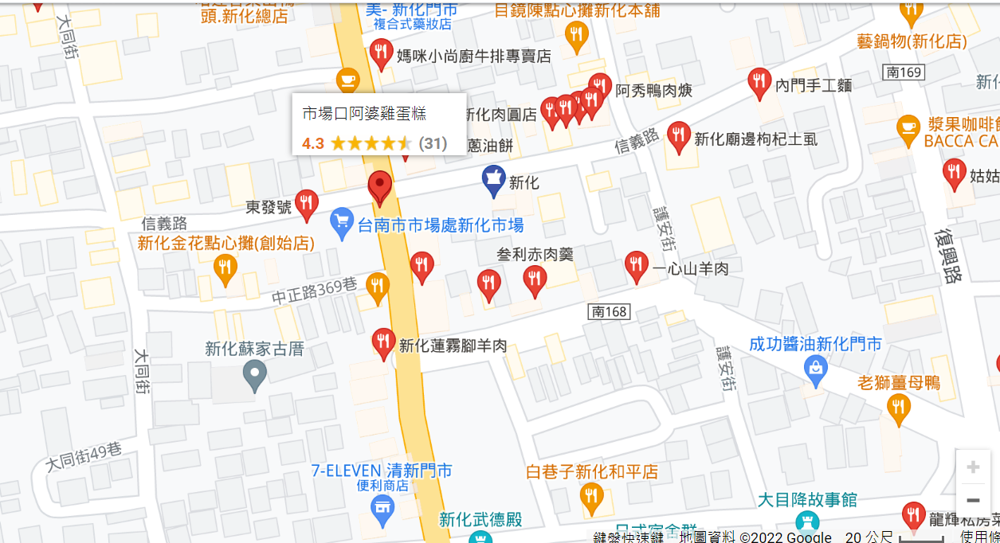 頭.新化總店
美- 新化門市
複合式藥妝店
目鏡陳點心攤新化本舖
藝鍋物(新化店)
大同街
媽咪小尚廚牛排專賣店
南169
新化
阿秀鴨肉焿
內門手工麵
市場口阿婆雞蛋糕
4.3 (31)
新化肉圓店
蔥油餅
信義路
新化廟邊枸杞土虱
漿果咖啡館
BACCA CA
新化
姑姑
東發號
信義路
台南市市場處新化市場
護安街
新化金花點心攤(創始店)
叁利赤肉羹
一心山羊肉
復興路
中正路369巷
南168
新化蘇家古厝
新化蓮霧腳羊肉
大同街
護安街
成功醬油新化門市
老獅薑母鴨
大同街49巷
7-ELEVEN 清新門市
便利商店
白巷子新化和平店
新化武德殿
大目降故事館
龍輝私房菜
日式宿舍群
鍵盤快速鍵 地圖資料 ©2022 Google 20 公尺 使用條